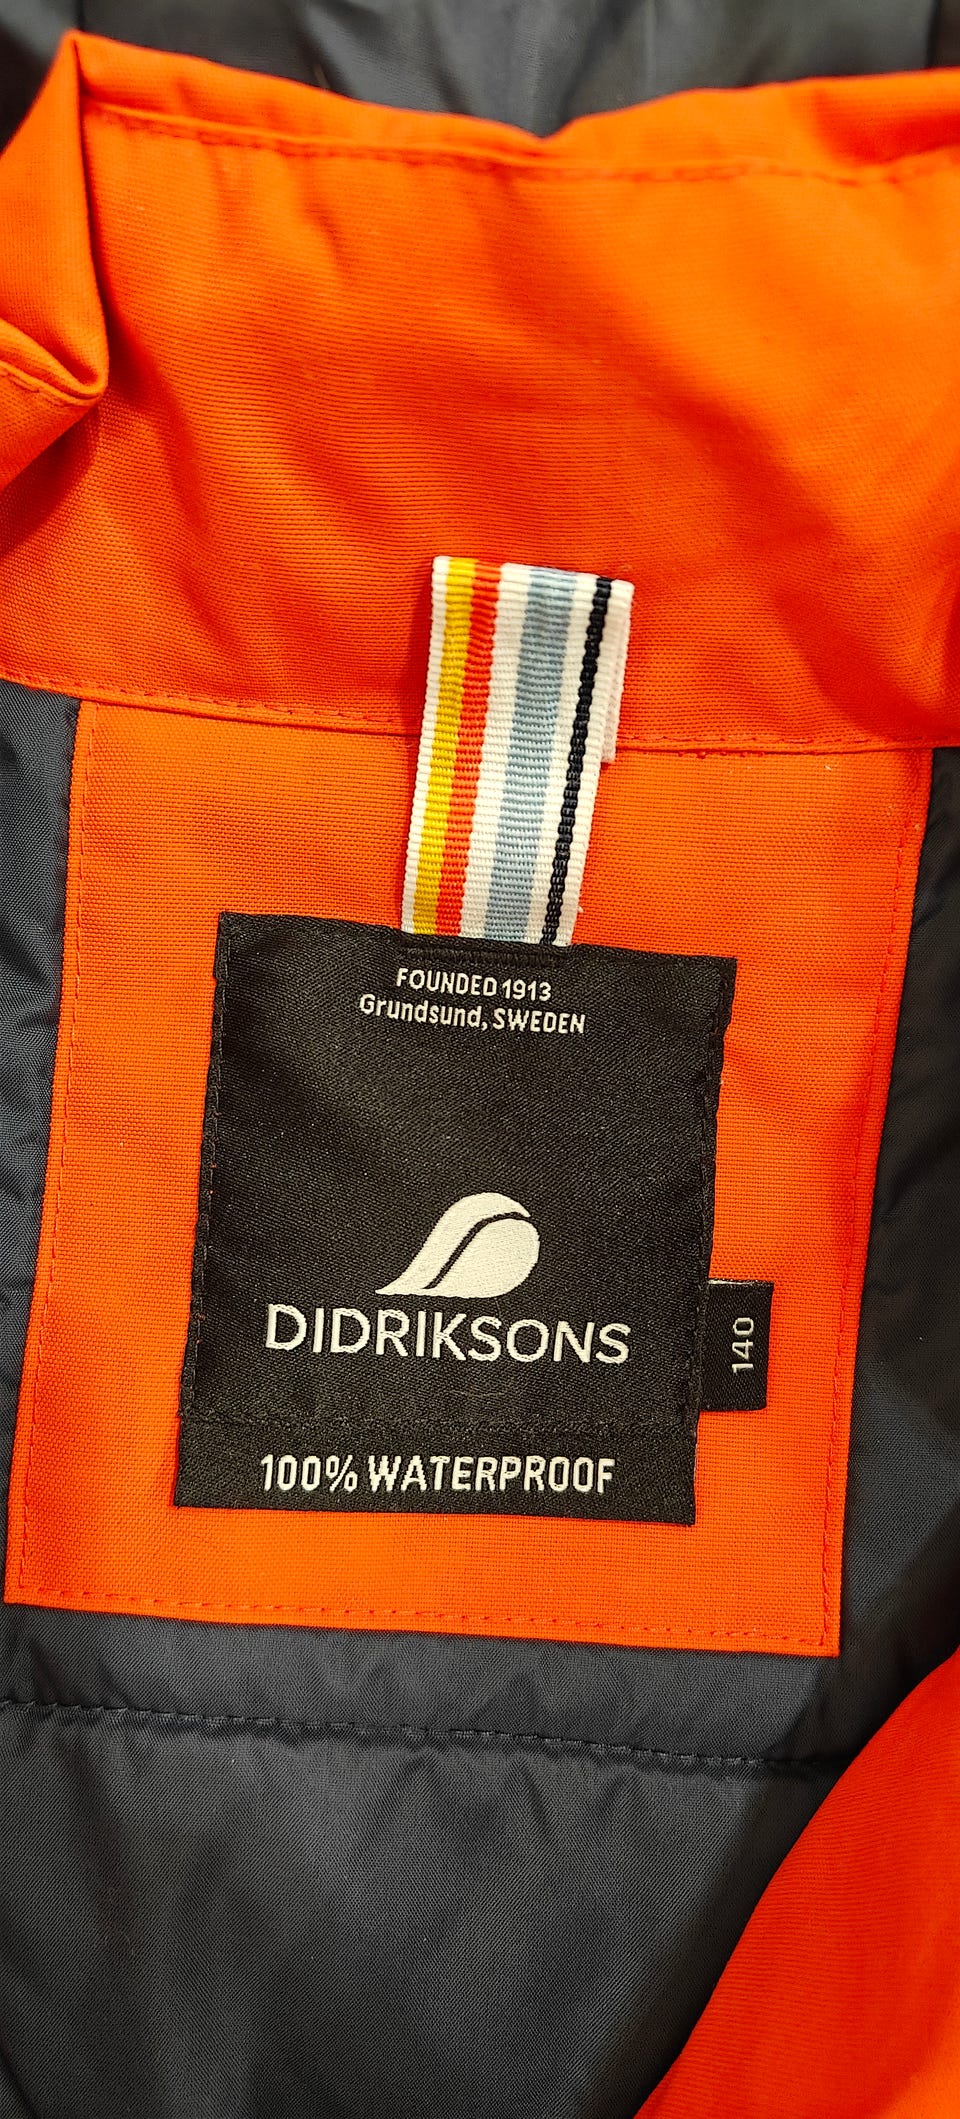 FOUNDED 1913
Grundsund, SWEDEN
DIDRIKSONS
140
100% WATERPROOF